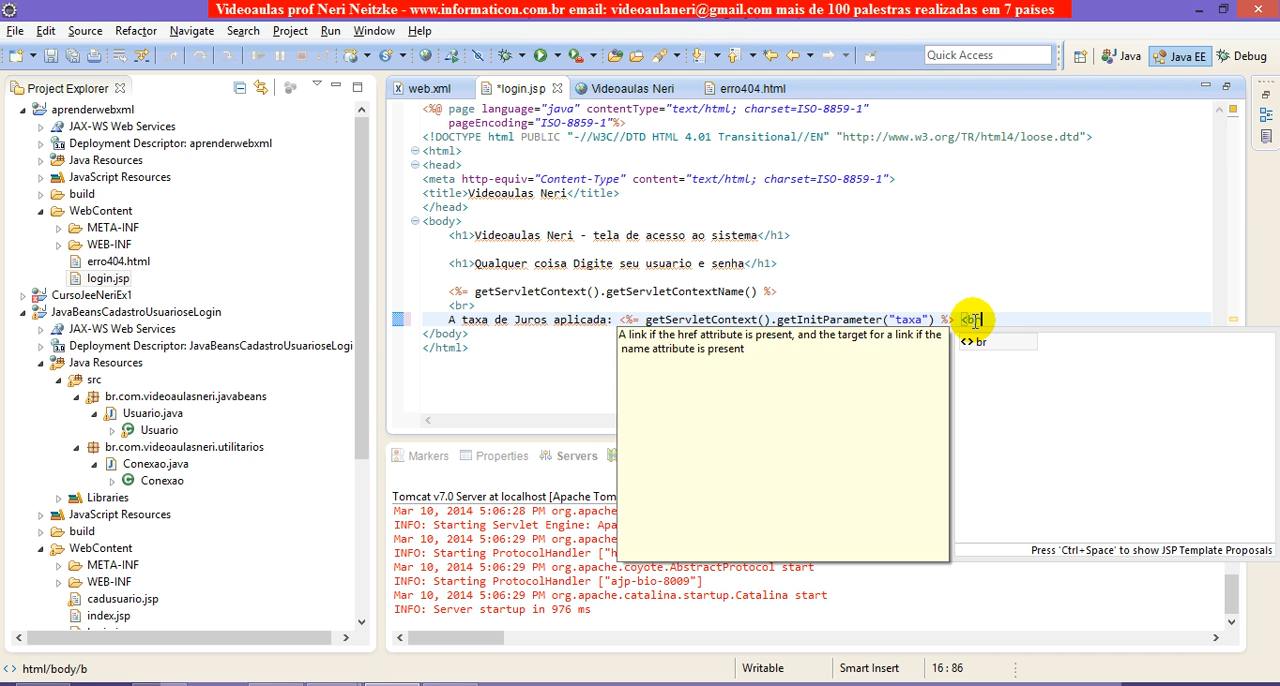 Videoaulas prof Neri Neitzke - www.informaticon.com.br email: videoaulaneri@gmail.com mais de 100 palestras realizadas em 7 países
File Edit Source Refactor Navigate Search Project Run Window Help
Quick Access
Java
Java EE
Debug
Project Explorer
aprenderwebxml
JAX-WS Web Services
Deployment Descriptor: aprenderwebxml
Java Resources
JavaScript Resources
build
WebContent
META-INF
WEB-INF
erro404.html
login.jsp
CursoJeeNeriEx1
JavaBeansCadastroUsuarioseLogin
JAX-WS Web Services
Deployment Descriptor: JavaBeansCadastroUsuarioseLogi
Java Resources
src
br.com.videoaulasneri.javabeans
Usuario.java
Usuario
br.com.videoaulasneri.utilitarios
Conexao.java
Conexao
Libraries
JavaScript Resources
build
WebContent
META-INF
WEB-INF
cadusuario.jsp
index.jsp
web.xml
*login.jsp
Videoaulas Neri
erro404.html
<%@ page language="java" contentType="text/html; charset=ISO-8859-1"
pageEncoding="ISO-8859-1"%>
<!DOCTYPE html PUBLIC "-//W3C//DTD HTML 4.01 Transitional//EN" "http://www.w3.org/TR/html4/loose.dtd">
<html>
<head>
<meta http-equiv="Content-Type" content="text/html; charset=ISO-8859-1">
<title>Videoaulas Neri</title>
</head>
<body>
<h1>Videoaulas Neri - tela de acesso ao sistema</h1>
<h1>Qualquer coisa Digite seu usuario e senha</h1>
<%= getServletContext().getServletContextName() %>
<br>
A taxa de Juros aplicada: <%= getServletContext().getInitParameter("taxa") %> <br
</body>
</html>
A link if the href attribute is present, and the target for a link if the
name attribute is present
<> br
Press 'Ctrl+Space' to show JSP Template Proposals
Markers
Properties
Servers
Tomcat v7.0 Server at localhost [Apache Tom
Mar 10, 2014 5:06:28 PM org.apache
INFO: Starting Servlet Engine: Apa
Mar 10, 2014 5:06:29 PM org.apache
INFO: Starting ProtocolHandler ["h
Mar 10, 2014 5:06:29 PM org.apache.coyote.AbstractProtocol start
INFO: Starting ProtocolHandler ["ajp-bio-8009"]
Mar 10, 2014 5:06:29 PM org.apache.catalina.startup.Catalina start
INFO: Server startup in 976 ms
<> html/body/b
Writable
Smart Insert
16 : 86